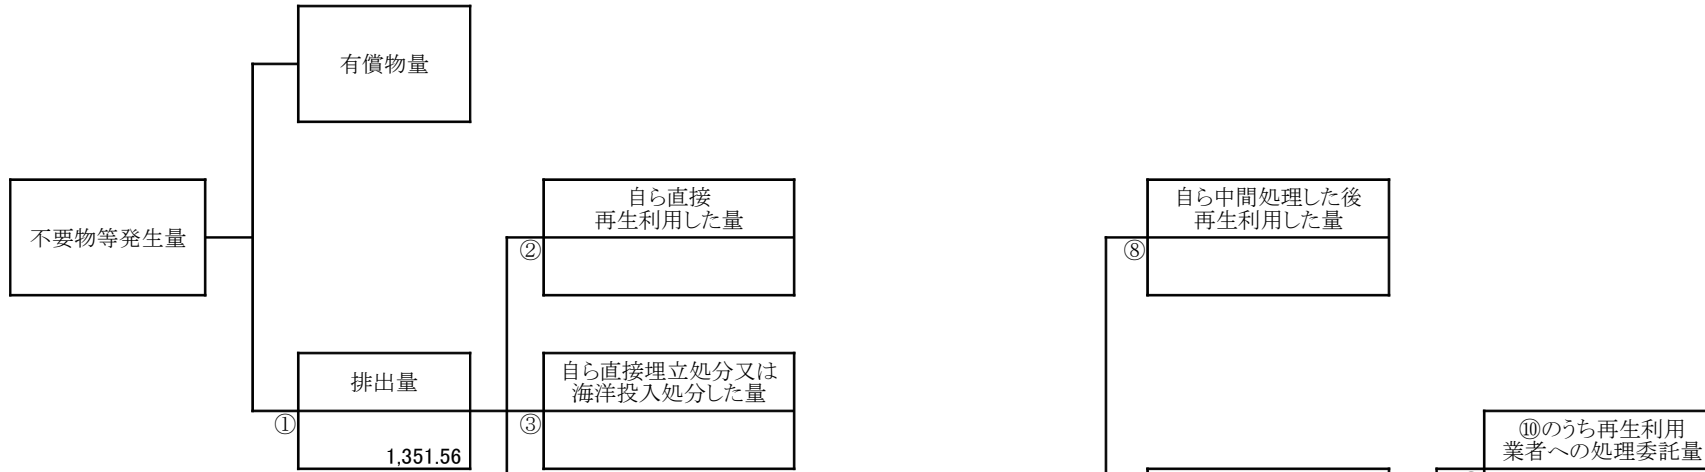 有償物量
不要物等発生量
自ら直接
再生利用した量
②
自ら中間処理した後
再生利用した量
⑧
排出量
①
1,351.56
自ら直接埋立処分又は
海洋投入処分した量
③
⑩のうち再生利用
業者への処理委託量